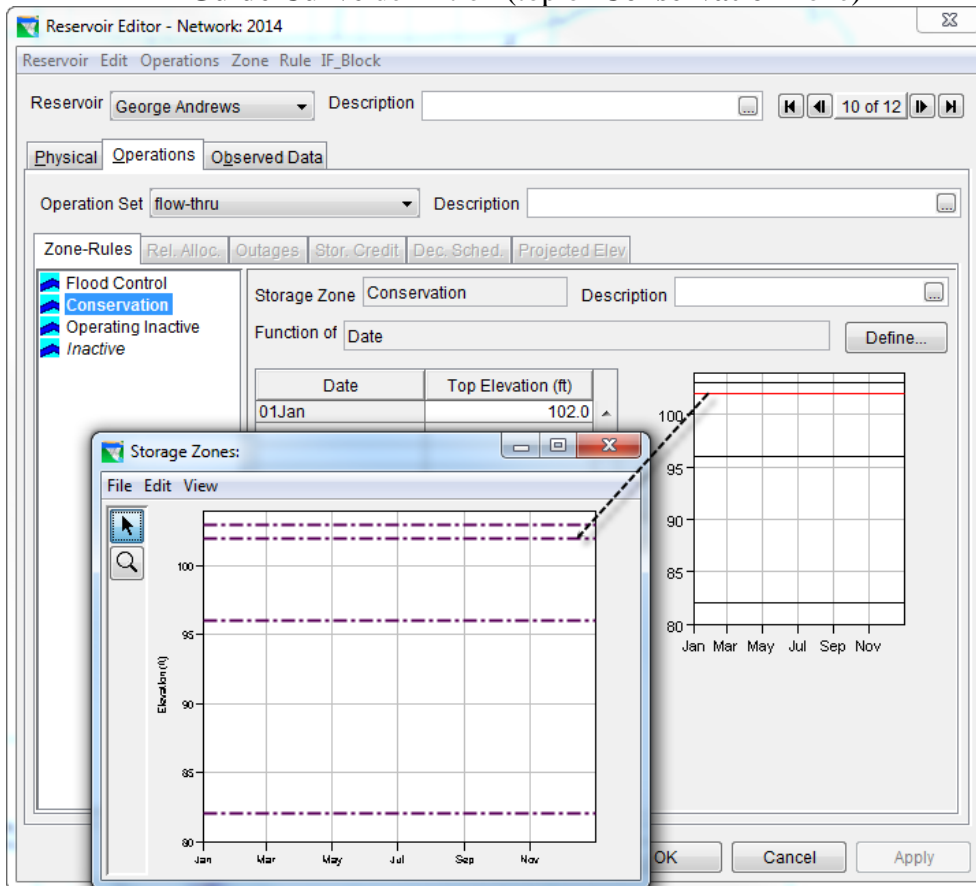 Reservoir Editor - Network: 2014
Reservoir Edit Operations Zone Rule IF_Block
Reservoir George Andrews Description ... 10 of 12
Physical Operations Observed Data
Operation Set flow-thru Description ...
Zone-Rules Rel. Alloc. Outages Stor. Credit Dec. Sched. Projected Elev
Flood Control
Conservation
Operating Inactive
Inactive
Storage Zone Conservation Description ...
Function of Date Define...
Date Top Elevation (ft)
01Jan 102.0
100
95
90
85
80
Jan Mar May Jul Sep Nov
Storage Zones:
File Edit View
Elevation (ft)
100
95
90
85
80
Jan Mar May Jul Sep Nov
OK Cancel Apply